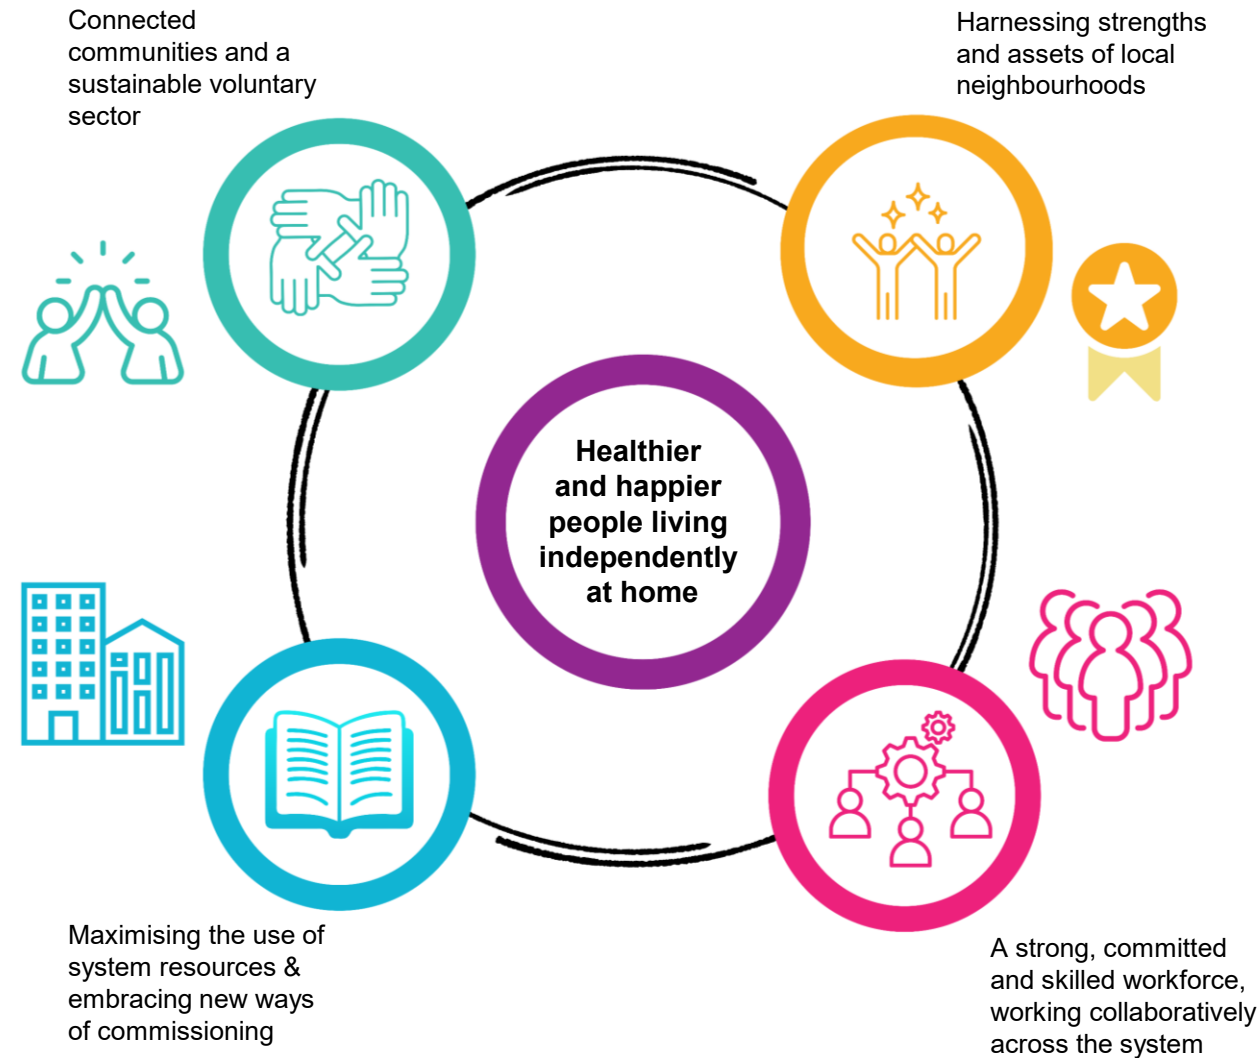 Connected
communities and a
sustainable voluntary
sector
Harnessing strengths
and assets of local
neighbourhoods
Healthier
and happier
people living
independently
at home
Maximising the use of
system resources &
embracing new ways
of commissioning
A strong, committed
and skilled workforce,
working collaboratively
across the system